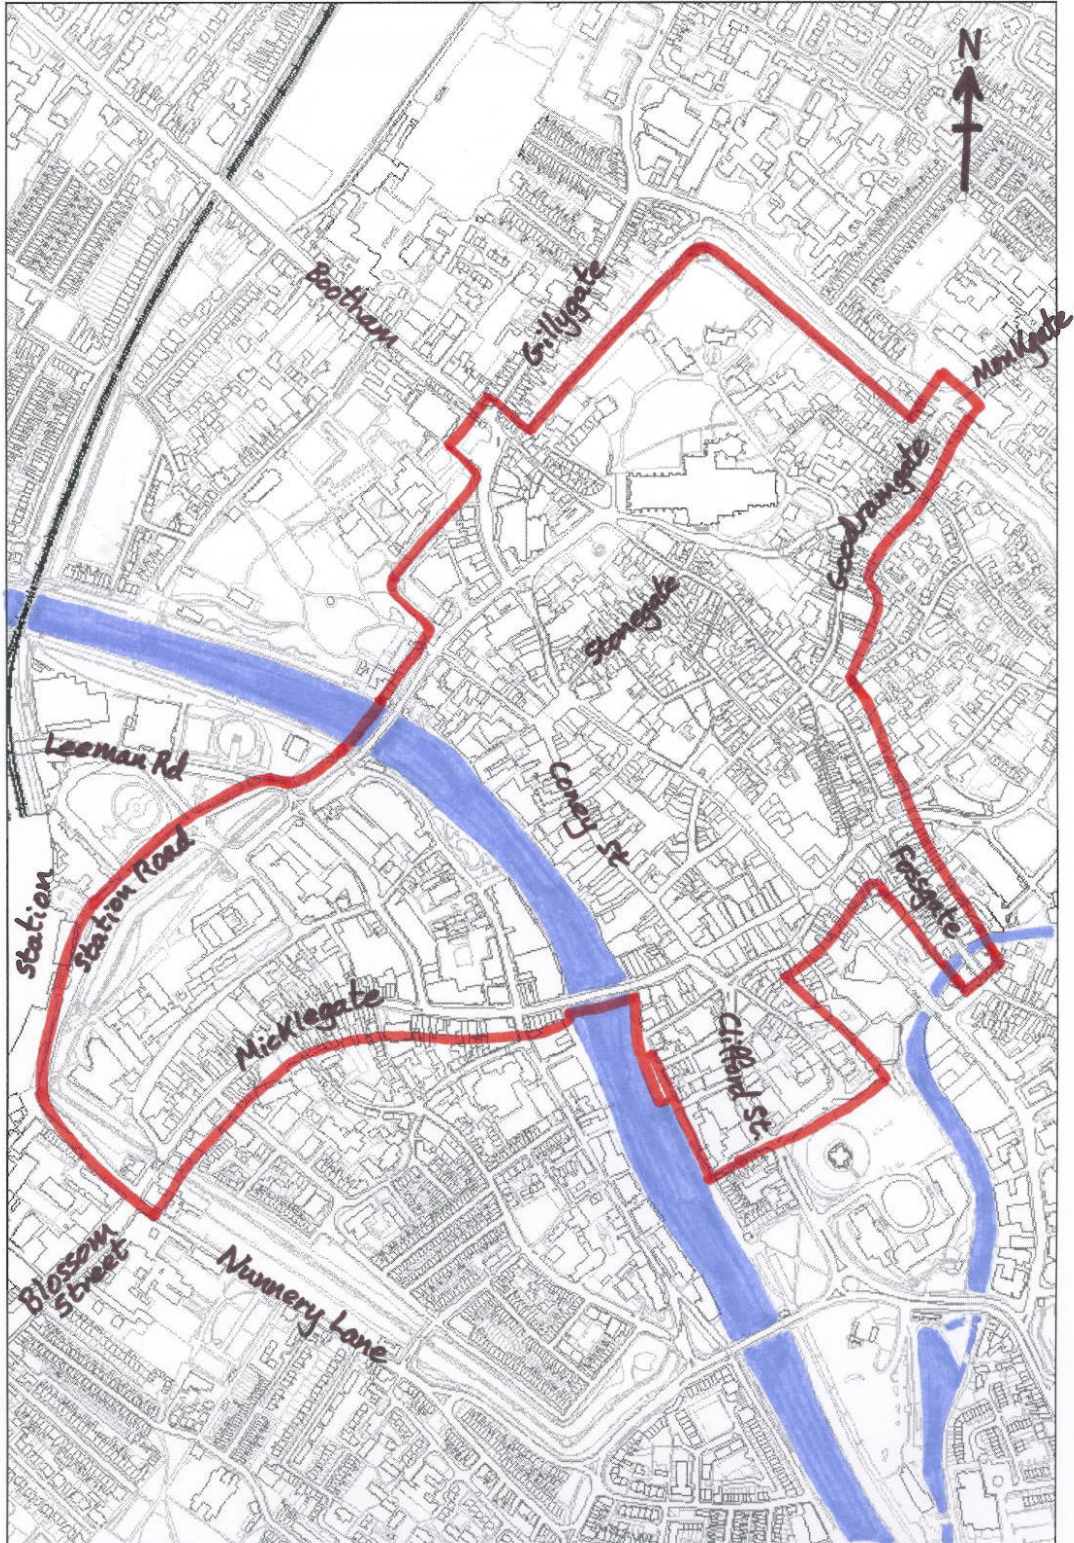 N
Bootham
Gillygate
Monkgate
Goodramgate
Stonegate
Leeman Rd
Coney St
Station Road
Station
Fossgate
Micklegate
Clifford St.
Blossom
Street
Nunnery Lane